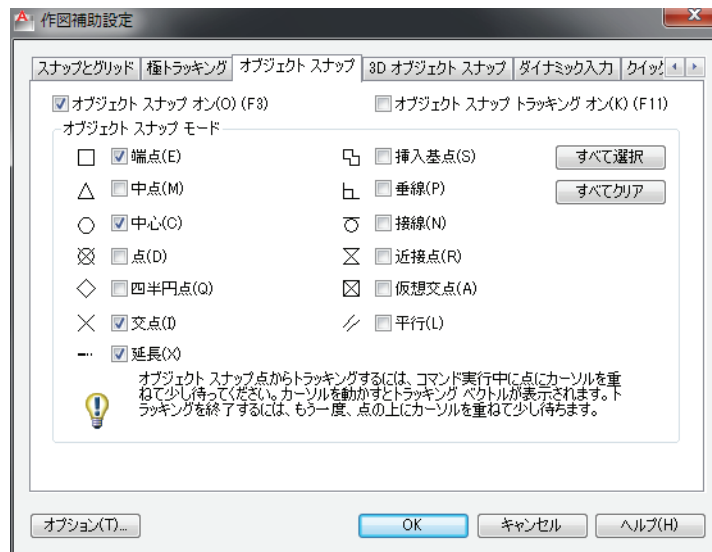 作図補助設定
スナップとグリッド 極トラッキング オブジェクト スナップ 3D オブジェクト スナップ ダイナミック入力 クイッ
オブジェクト スナップ オン(O) (F3) オブジェクト スナップ トラッキング オン(K) (F11)
オブジェクト スナップ モード
端点(E) 挿入基点(S) すべて選択
中点(M) 垂線(P) すべてクリア
中心(C) 接線(N)
点(D) 近接点(R)
四半円点(Q) 仮想交点(A)
交点(I) 平行(L)
延長(X)
オブジェクト スナップ点からトラッキングするには、コマンド実行中に点にカーソルを重
ねて少し待ってください。カーソルを動かすとトラッキング ベクトルが表示されます。ト
ラッキングを終了するには、もう一度、点の上にカーソルを重ねて少し待ちます。
オプション(T)... OK キャンセル ヘルプ(H)